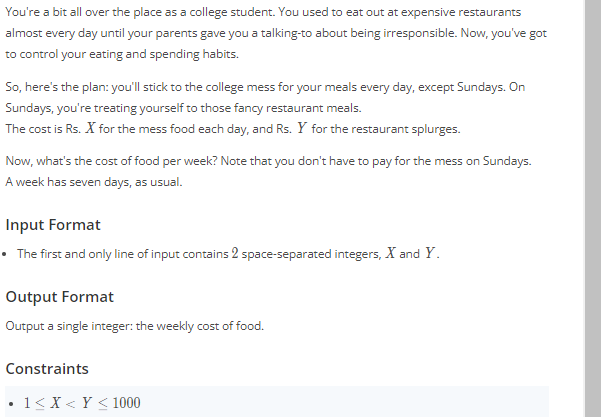 You're a bit all over the place as a college student. You used to eat out at expensive restaurants
almost every day until your parents gave you a talking-to about being irresponsible. Now, you've got
to control your eating and spending habits.
So, here's the plan: you'll stick to the college mess for your meals every day, except Sundays. On
Sundays, you're treating yourself to those fancy restaurant meals.
The cost is Rs. X for the mess food each day, and Rs. Y for the restaurant splurges.
Now, what's the cost of food per week? Note that you don't have to pay for the mess on Sundays.
A week has seven days, as usual.
Input Format
• The first and only line of input contains 2 space-separated integers, X and Y.
Output Format
Output a single integer: the weekly cost of food.
Constraints
• 1 ≤ X < Y ≤ 1000